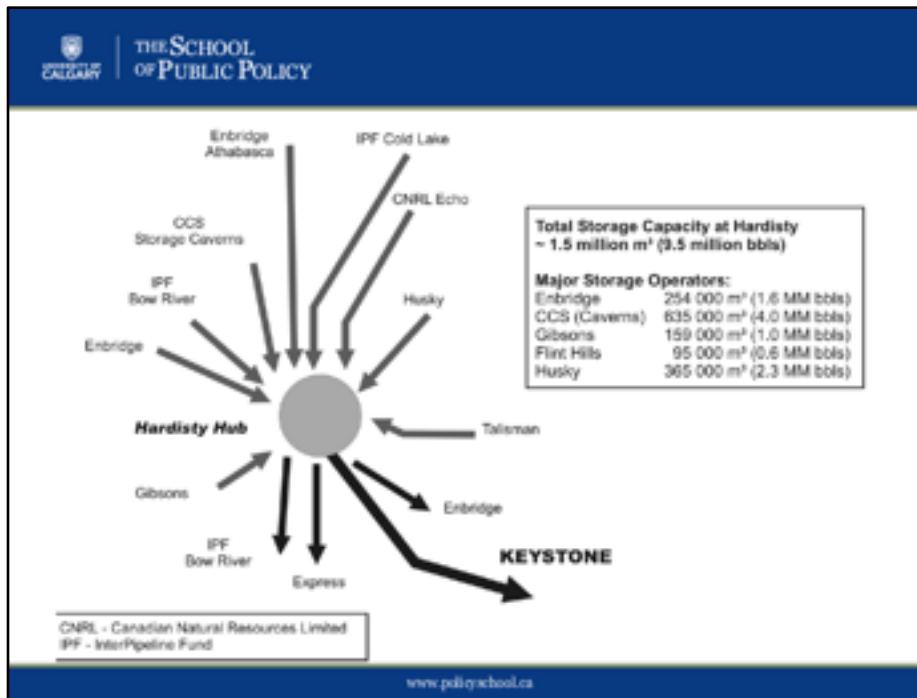 UNIVERSITY OF
CALGARY
THE SCHOOL
OF PUBLIC POLICY
Enbridge
Athabasca
IPF Cold Lake
CNRL Echo
CCS
Storage Caverns
IPF
Bow River
Husky
Enbridge
Total Storage Capacity at Hardisty
~ 1.5 million m³ (9.5 million bbls)
Major Storage Operators:
Enbridge 254 000 m³ (1.6 MM bbls)
CCS (Caverns) 635 000 m³ (4.0 MM bbls)
Gibsons 159 000 m³ (1.0 MM bbls)
Flint Hills 95 000 m³ (0.6 MM bbls)
Husky 365 000 m³ (2.3 MM bbls)
Hardisty Hub
Talisman
Gibsons
Enbridge
IPF
Bow River
Express
KEYSTONE
CNRL - Canadian Natural Resources Limited
IPF - InterPipeline Fund
www.policyschool.ca